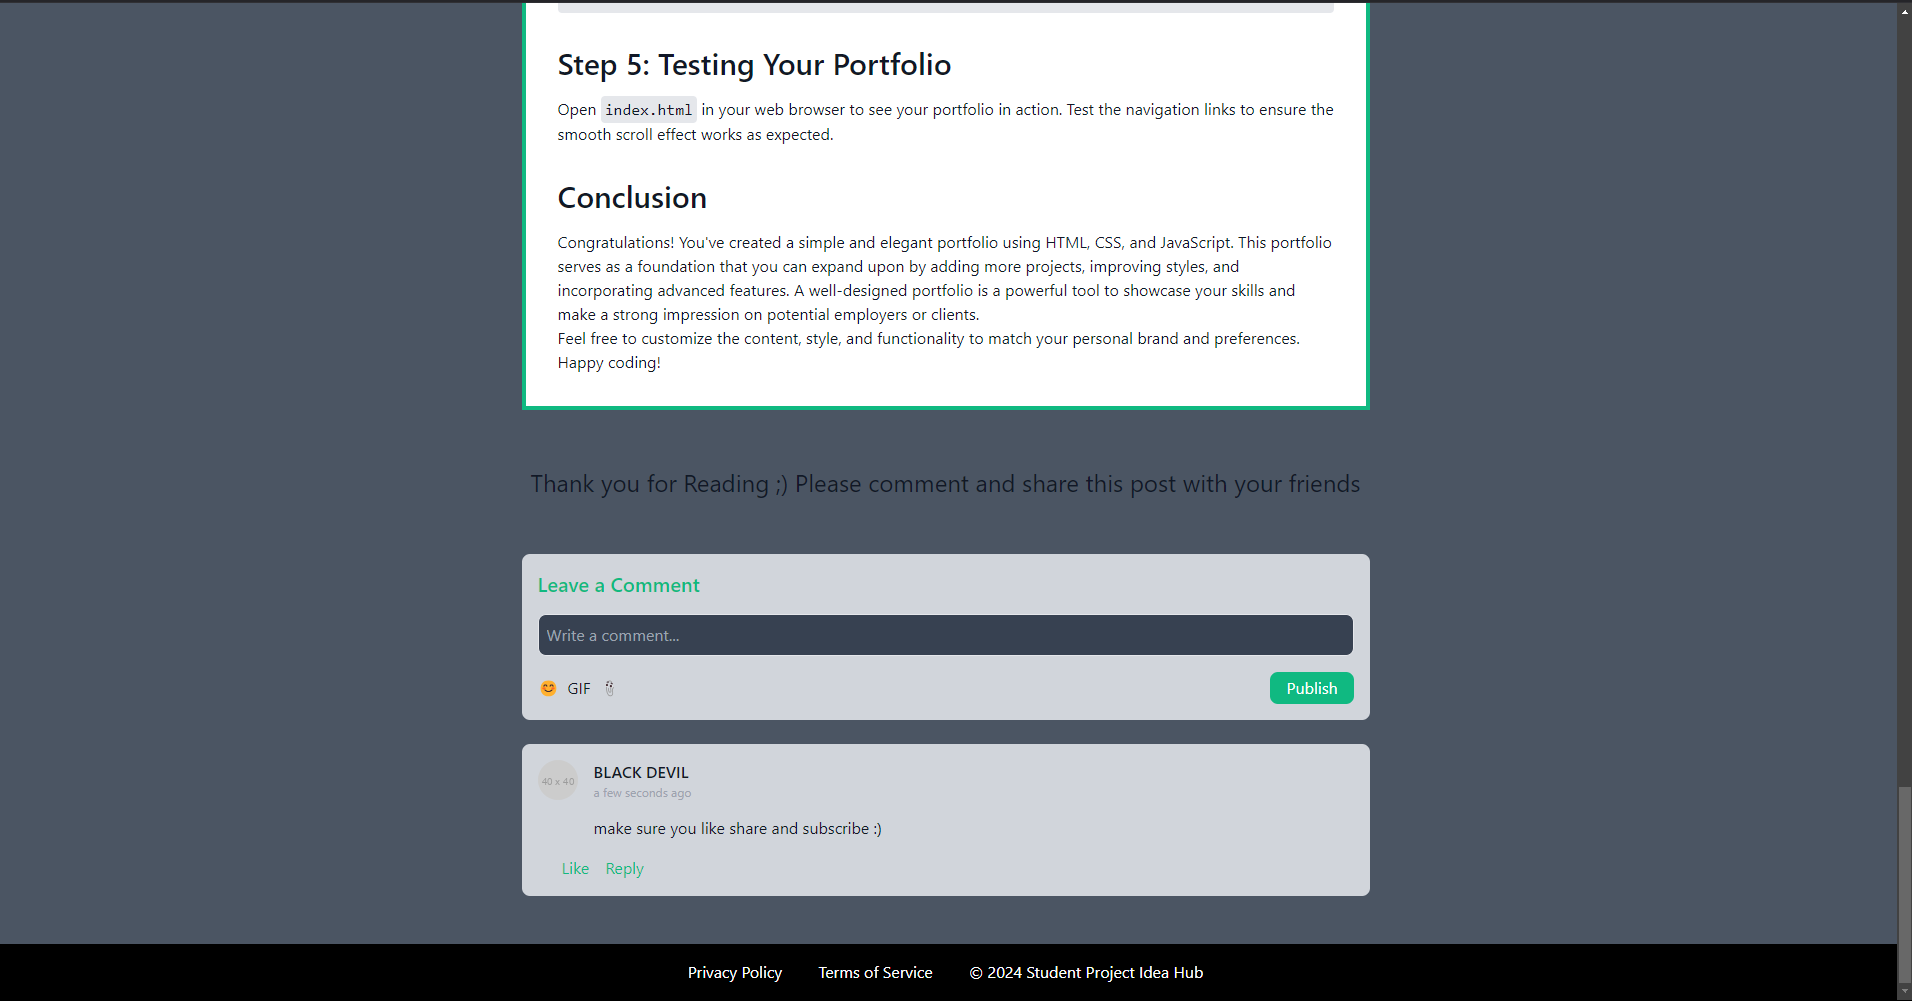 Step 5: Testing Your Portfolio
Open index.html in your web browser to see your portfolio in action. Test the navigation links to ensure the
smooth scroll effect works as expected.
Conclusion
Congratulations! You've created a simple and elegant portfolio using HTML, CSS, and JavaScript. This portfolio
serves as a foundation that you can expand upon by adding more projects, improving styles, and
incorporating advanced features. A well-designed portfolio is a powerful tool to showcase your skills and
make a strong impression on potential employers or clients.
Feel free to customize the content, style, and functionality to match your personal brand and preferences.
Happy coding!
Thank you for Reading ;) Please comment and share this post with your friends
Leave a Comment
Write a comment...
😊 GIF
Publish
40 x 40
BLACK DEVIL
a few seconds ago
make sure you like share and subscribe :)
Like Reply
Privacy Policy Terms of Service © 2024 Student Project Idea Hub